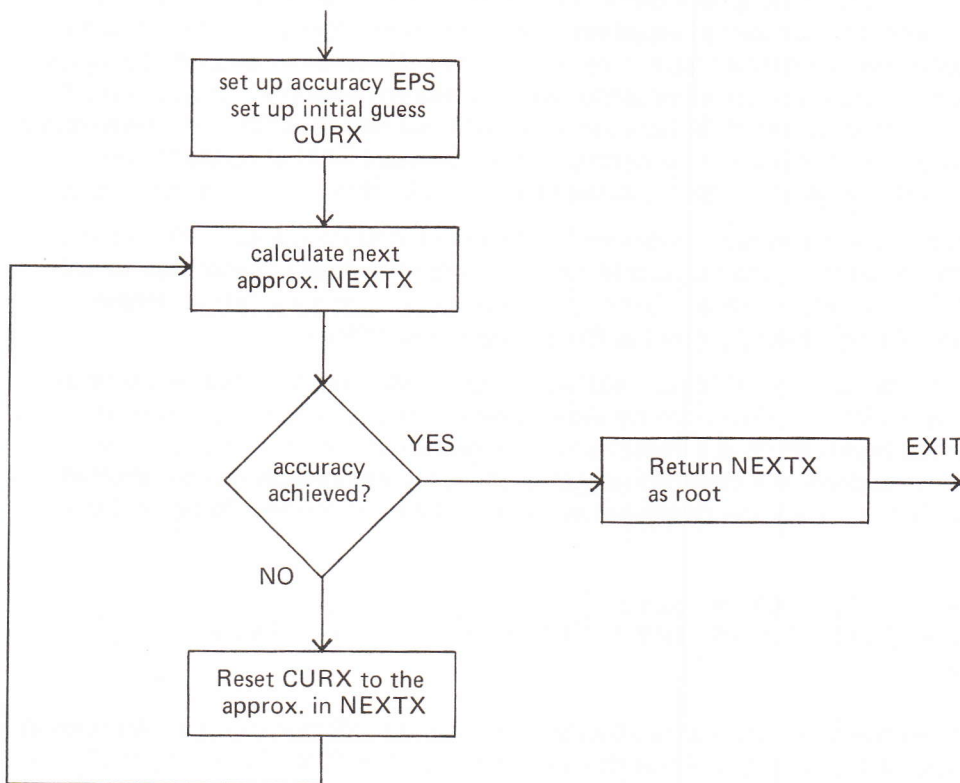 set up accuracy EPS
set up initial guess
CURX
calculate next
approx. NEXTX
accuracy
achieved?
YES
Return NEXTX
as root
EXIT
NO
Reset CURX to the
approx. in NEXTX